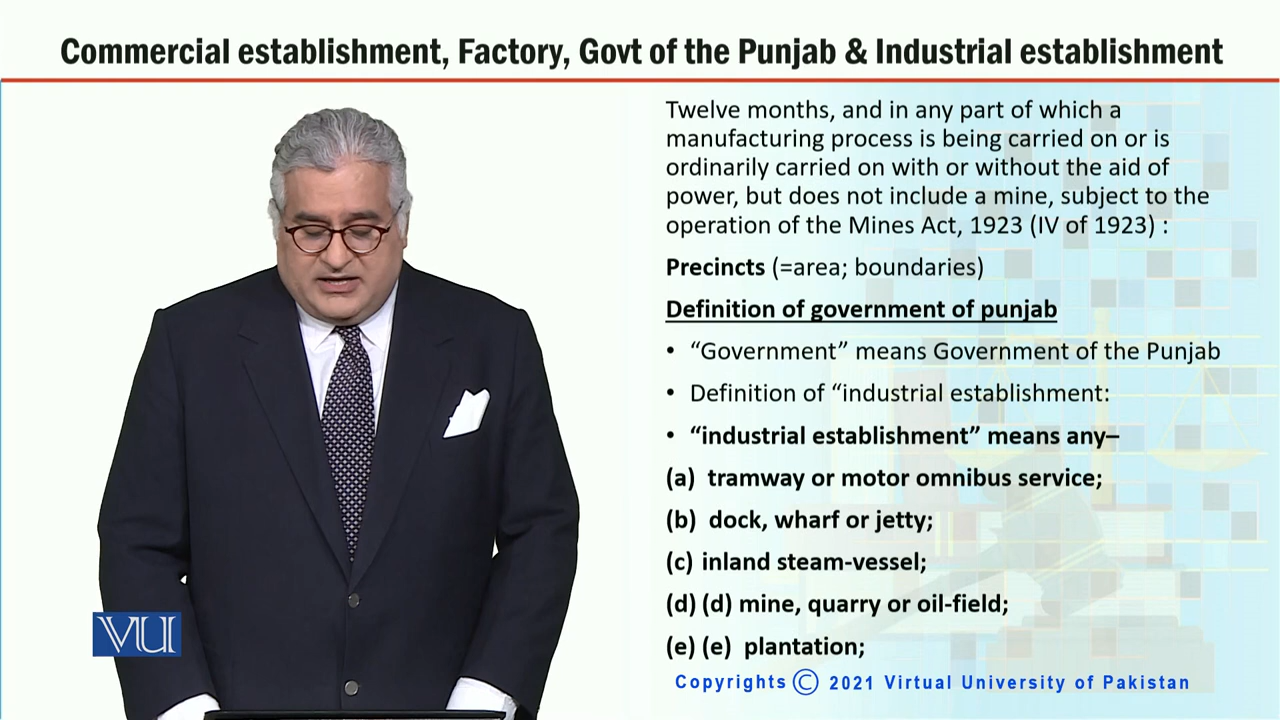 Commercial establishment, Factory, Govt of the Punjab & Industrial establishment
Twelve months, and in any part of which a
manufacturing process is being carried on or is
ordinarily carried on with or without the aid of
power, but does not include a mine, subject to the
operation of the Mines Act, 1923 (IV of 1923) :
Precincts (=area; boundaries)
Definition of government of punjab
• “Government” means Government of the Punjab
• Definition of “industrial establishment:
• “industrial establishment” means any–
(a) tramway or motor omnibus service;
(b) dock, wharf or jetty;
(c) inland steam-vessel;
(d) (d) mine, quarry or oil-field;
(e) (e) plantation;
VU
Copyrights © 2021 Virtual University of Pakistan